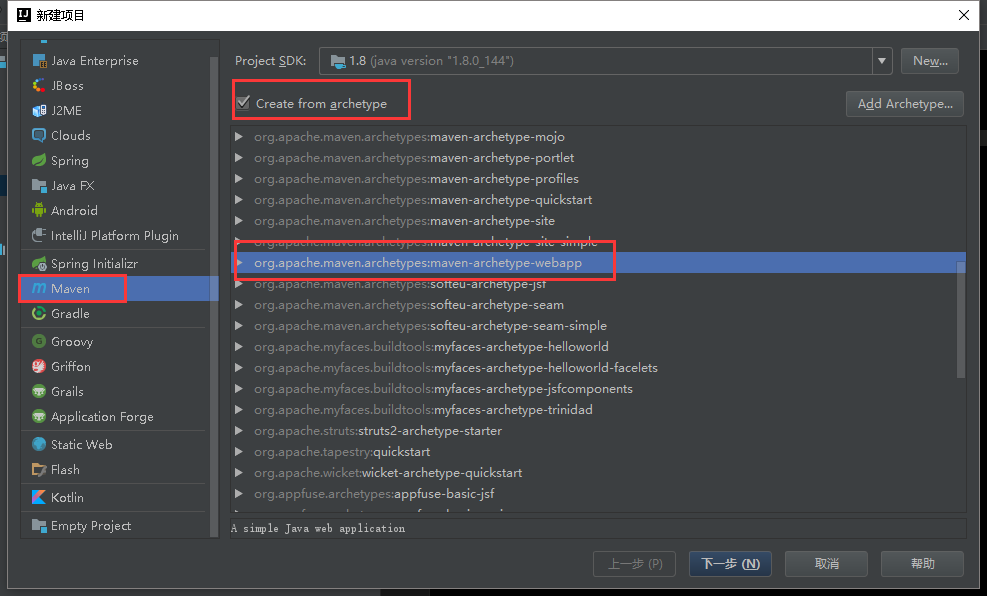 新建项目
Java Enterprise
JBoss
J2ME
Clouds
Spring
Java FX
Android
IntelliJ Platform Plugin
Spring Initializr
Maven
Gradle
Groovy
Griffon
Grails
Application Forge
Static Web
Flash
Kotlin
Empty Project
Project SDK: 1.8 (java version "1.8.0_144") New...
Create from archetype Add Archetype...
org.apache.maven.archetypes:maven-archetype-mojo
org.apache.maven.archetypes:maven-archetype-portlet
org.apache.maven.archetypes:maven-archetype-profiles
org.apache.maven.archetypes:maven-archetype-quickstart
org.apache.maven.archetypes:maven-archetype-site
org.apache.maven.archetypes:maven-archetype-site-simple
org.apache.maven.archetypes:maven-archetype-webapp
org.apache.maven.archetypes:softeu-archetype-jsf
org.apache.maven.archetypes:softeu-archetype-seam
org.apache.maven.archetypes:softeu-archetype-seam-simple
org.apache.myfaces.buildtools:myfaces-archetype-helloworld
org.apache.myfaces.buildtools:myfaces-archetype-helloworld-facelets
org.apache.myfaces.buildtools:myfaces-archetype-jsfcomponents
org.apache.myfaces.buildtools:myfaces-archetype-trinidad
org.apache.struts:struts2-archetype-starter
org.apache.tapestry:quickstart
org.apache.wicket:wicket-archetype-quickstart
org.appfuse.archetypes:appfuse-basic-jsf
A simple Java web application
上一步 (P) 下一步 (N) 取消 帮助